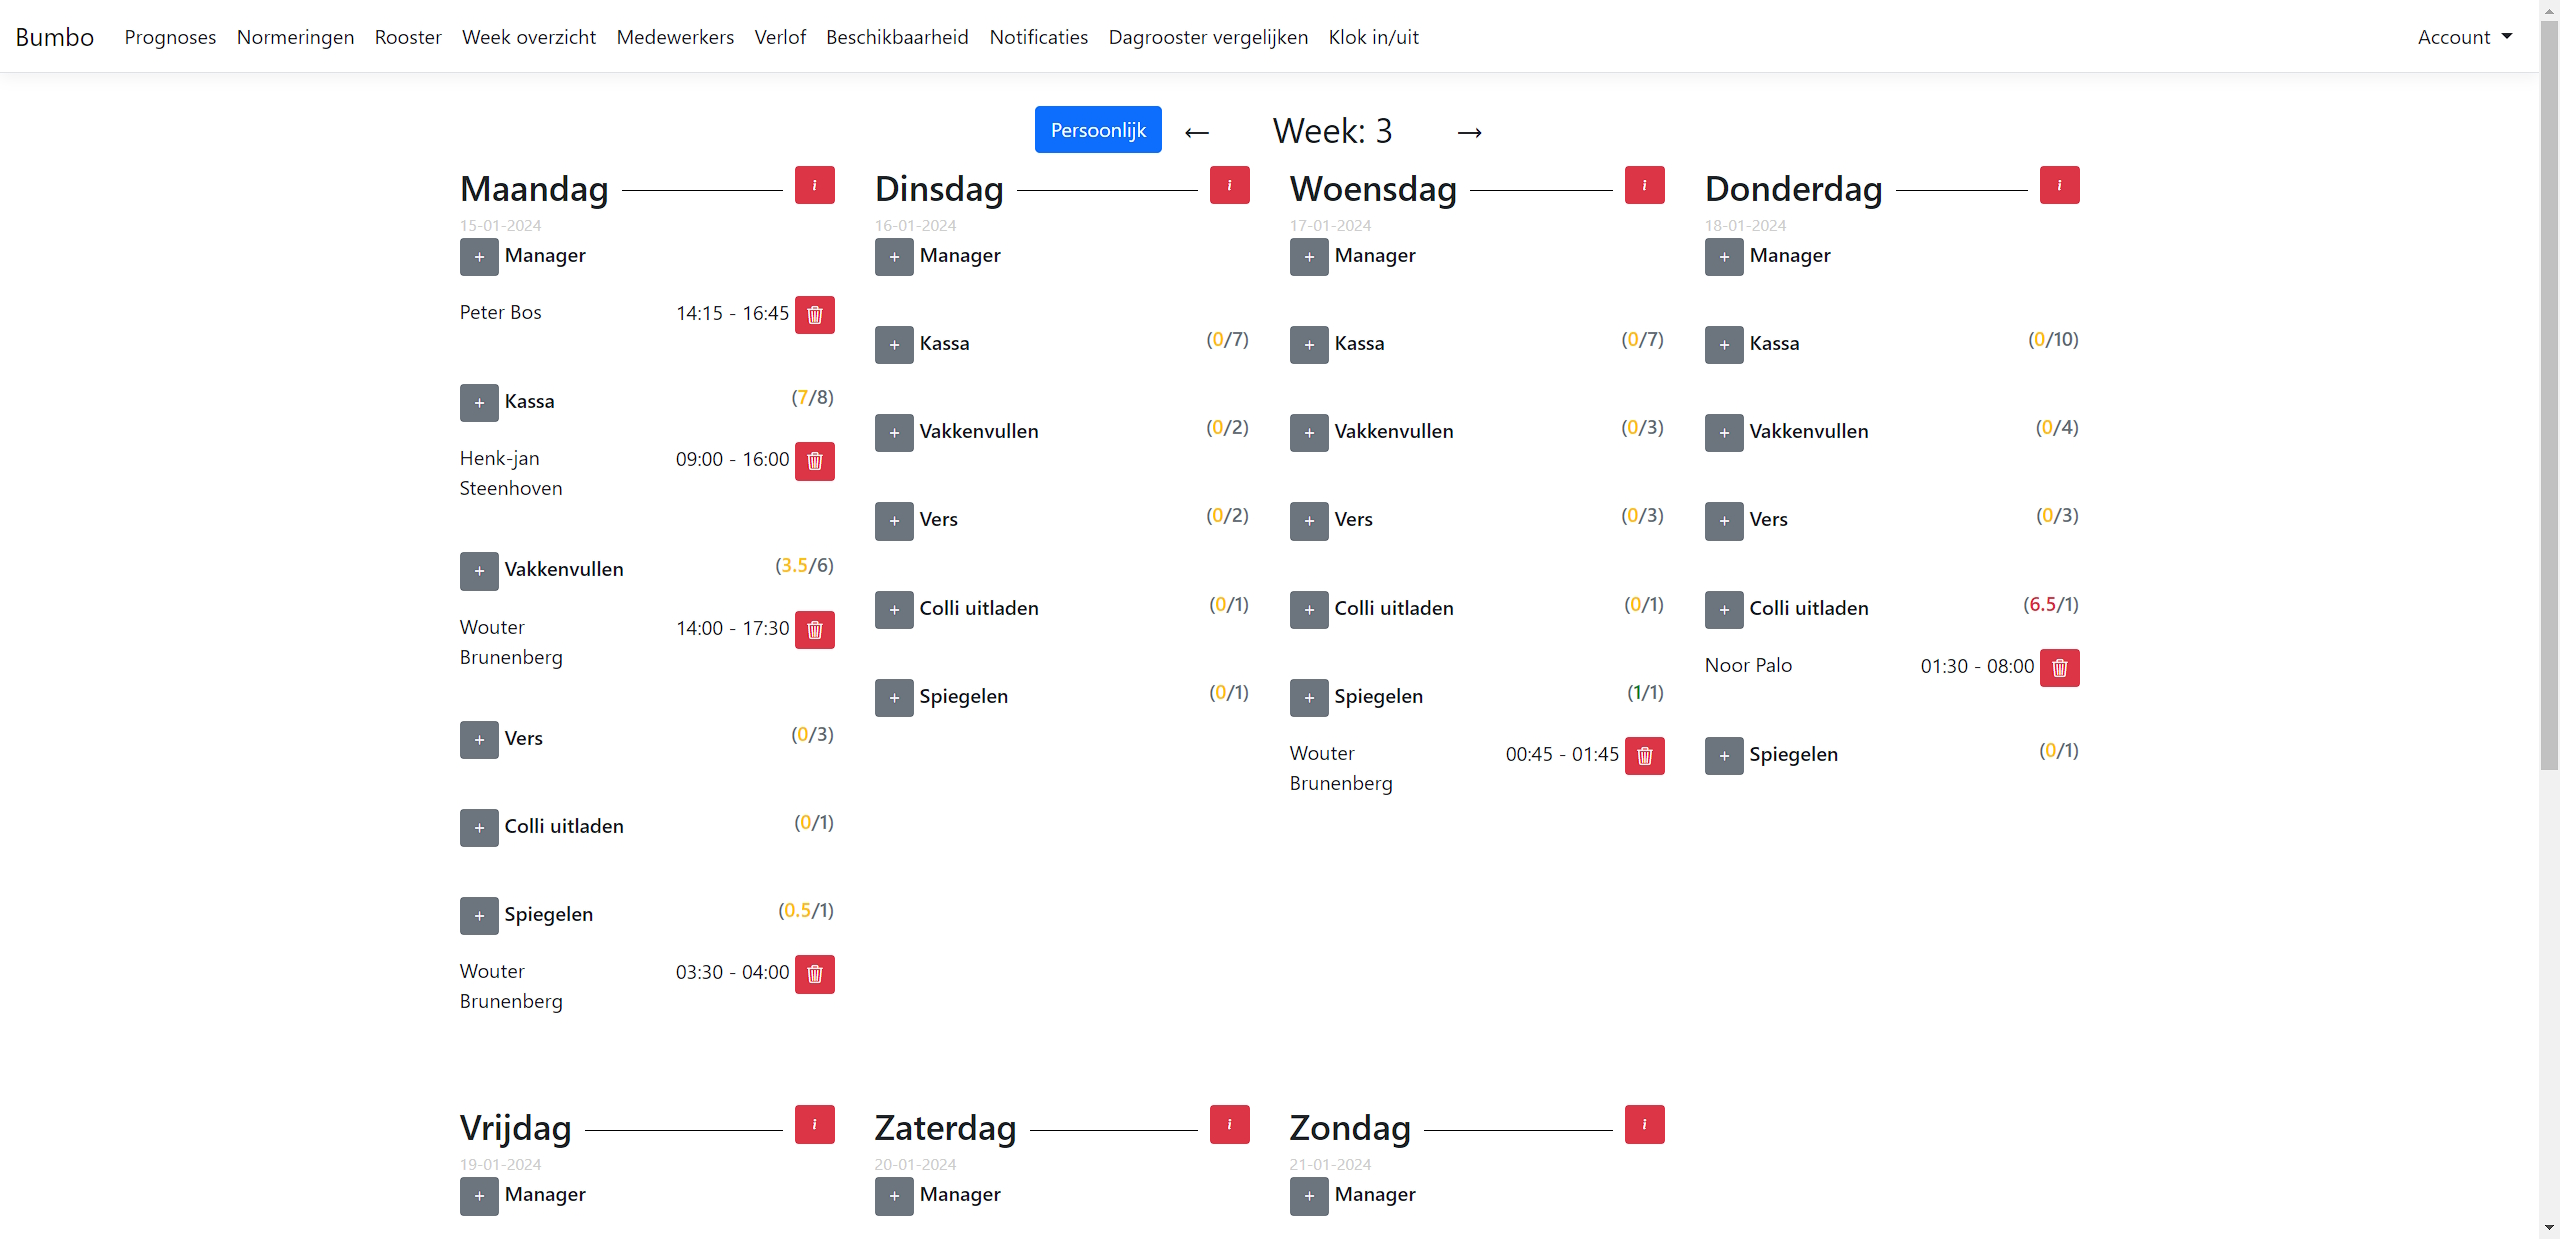 Bumbo Prognoses Normeringen Rooster Week overzicht Medewerkers Verlof Beschikbaarheid Notificaties Dagrooster vergelijken Klok in/uit Account
Persoonlijk ← Week: 3 →
Maandag i
15-01-2024
+ Manager
Peter Bos 14:15 - 16:45
+ Kassa (7/8)
Henk-jan 09:00 - 16:00
Steenhoven
+ Vakkenvullen (3.5/6)
Wouter 14:00 - 17:30
Brunenberg
+ Vers (0/3)
+ Colli uitladen (0/1)
+ Spiegelen (0.5/1)
Wouter 03:30 - 04:00
Brunenberg
Dinsdag i
16-01-2024
+ Manager
+ Kassa (0/7)
+ Vakkenvullen (0/2)
+ Vers (0/2)
+ Colli uitladen (0/1)
+ Spiegelen (0/1)
Woensdag i
17-01-2024
+ Manager
+ Kassa (0/7)
+ Vakkenvullen (0/3)
+ Vers (0/3)
+ Colli uitladen (0/1)
+ Spiegelen (1/1)
Wouter 00:45 - 01:45
Brunenberg
Donderdag i
18-01-2024
+ Manager
+ Kassa (0/10)
+ Vakkenvullen (0/4)
+ Vers (0/3)
+ Colli uitladen (6.5/1)
Noor Palo 01:30 - 08:00
+ Spiegelen (0/1)
Vrijdag i
19-01-2024
+ Manager
Zaterdag i
20-01-2024
+ Manager
Zondag i
21-01-2024
+ Manager